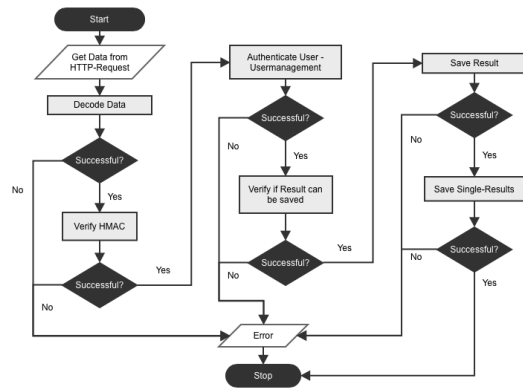 Start
Get Data from
HTTP-Request
Decode Data
Successful?
No
Yes
Verify HMAC
Successful?
Yes
No
Authenticate User -
Usermanagement
Successful?
No
Yes
Verify if Result can
be saved
Successful?
Yes
No
Save Result
Successful?
No
Yes
Save Single-Results
Successful?
No
Yes
Error
Stop